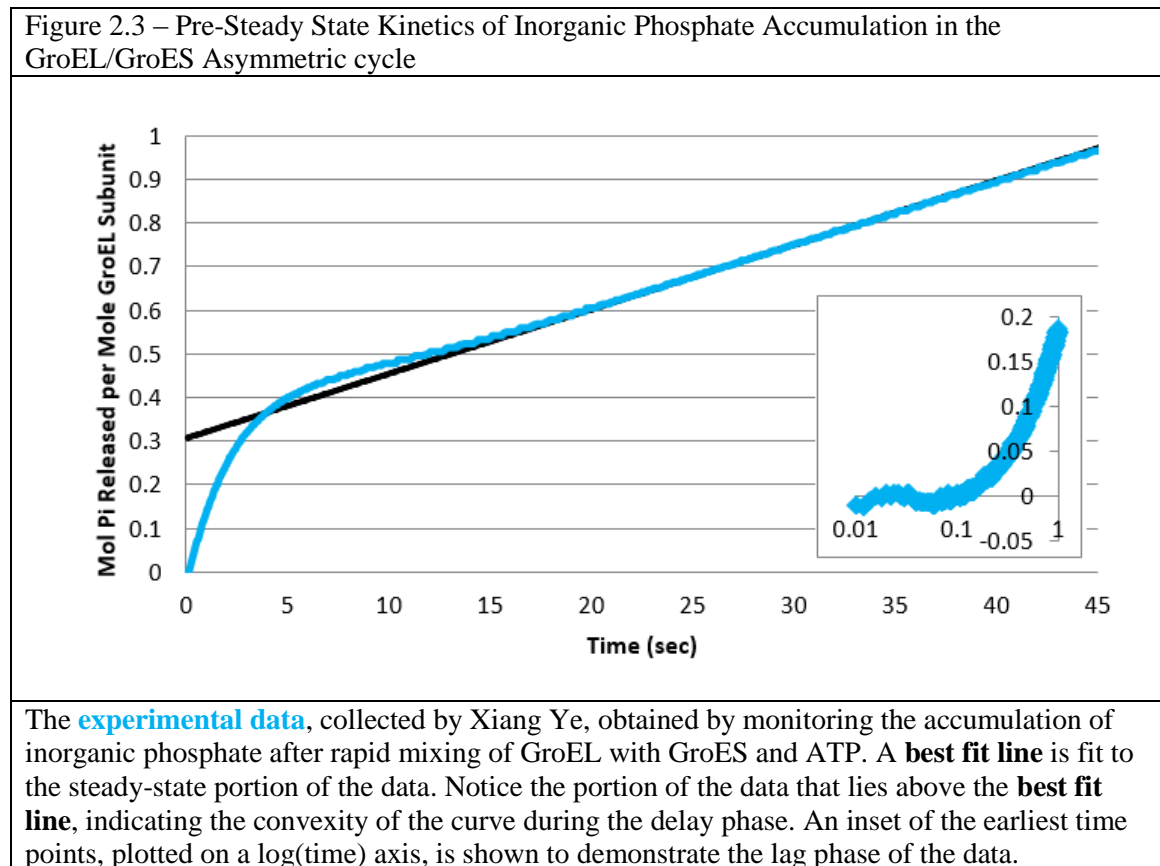 Figure 2.3 – Pre-Steady State Kinetics of Inorganic Phosphate Accumulation in the
GroEL/GroES Asymmetric cycle
Mol Pi Released per Mole GroEL Subunit
1
0.9
0.8
0.7
0.6
0.5
0.4
0.3
0.2
0.1
0
0.2
0.15
0.1
0.05
0
-0.05
0.01 0.1 1
0 5 10 15 20 25 30 35 40 45
Time (sec)
The experimental data, collected by Xiang Ye, obtained by monitoring the accumulation of
inorganic phosphate after rapid mixing of GroEL with GroES and ATP. A best fit line is fit to
the steady-state portion of the data. Notice the portion of the data that lies above the best fit
line, indicating the convexity of the curve during the delay phase. An inset of the earliest time
points, plotted on a log(time) axis, is shown to demonstrate the lag phase of the data.